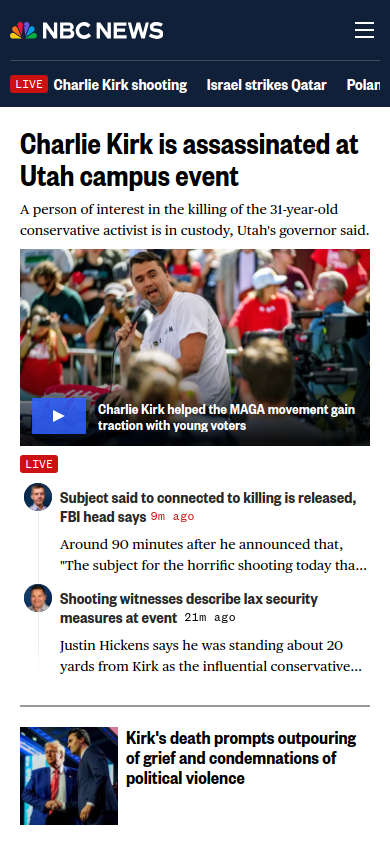 NBC NEWS
LIVE Charlie Kirk shooting Israel strikes Qatar
Charlie Kirk is assassinated at
Utah campus event
A person of interest in the killing of the 31-year-old
conservative activist is in custody, Utah's governor said.
Charlie Kirk helped the MAGA movement gain
traction with young voters
LIVE
Subject said to connected to killing is released,
FBI head says 9m ago
Around 90 minutes after he announced that,
"The subject for the horrific shooting today tha...
Shooting witnesses describe lax security
measures at event 21m ago
Justin Hickens says he was standing about 20
yards from Kirk as the influential conservative...
Kirk's death prompts outpouring
of grief and condemnations of
political violence